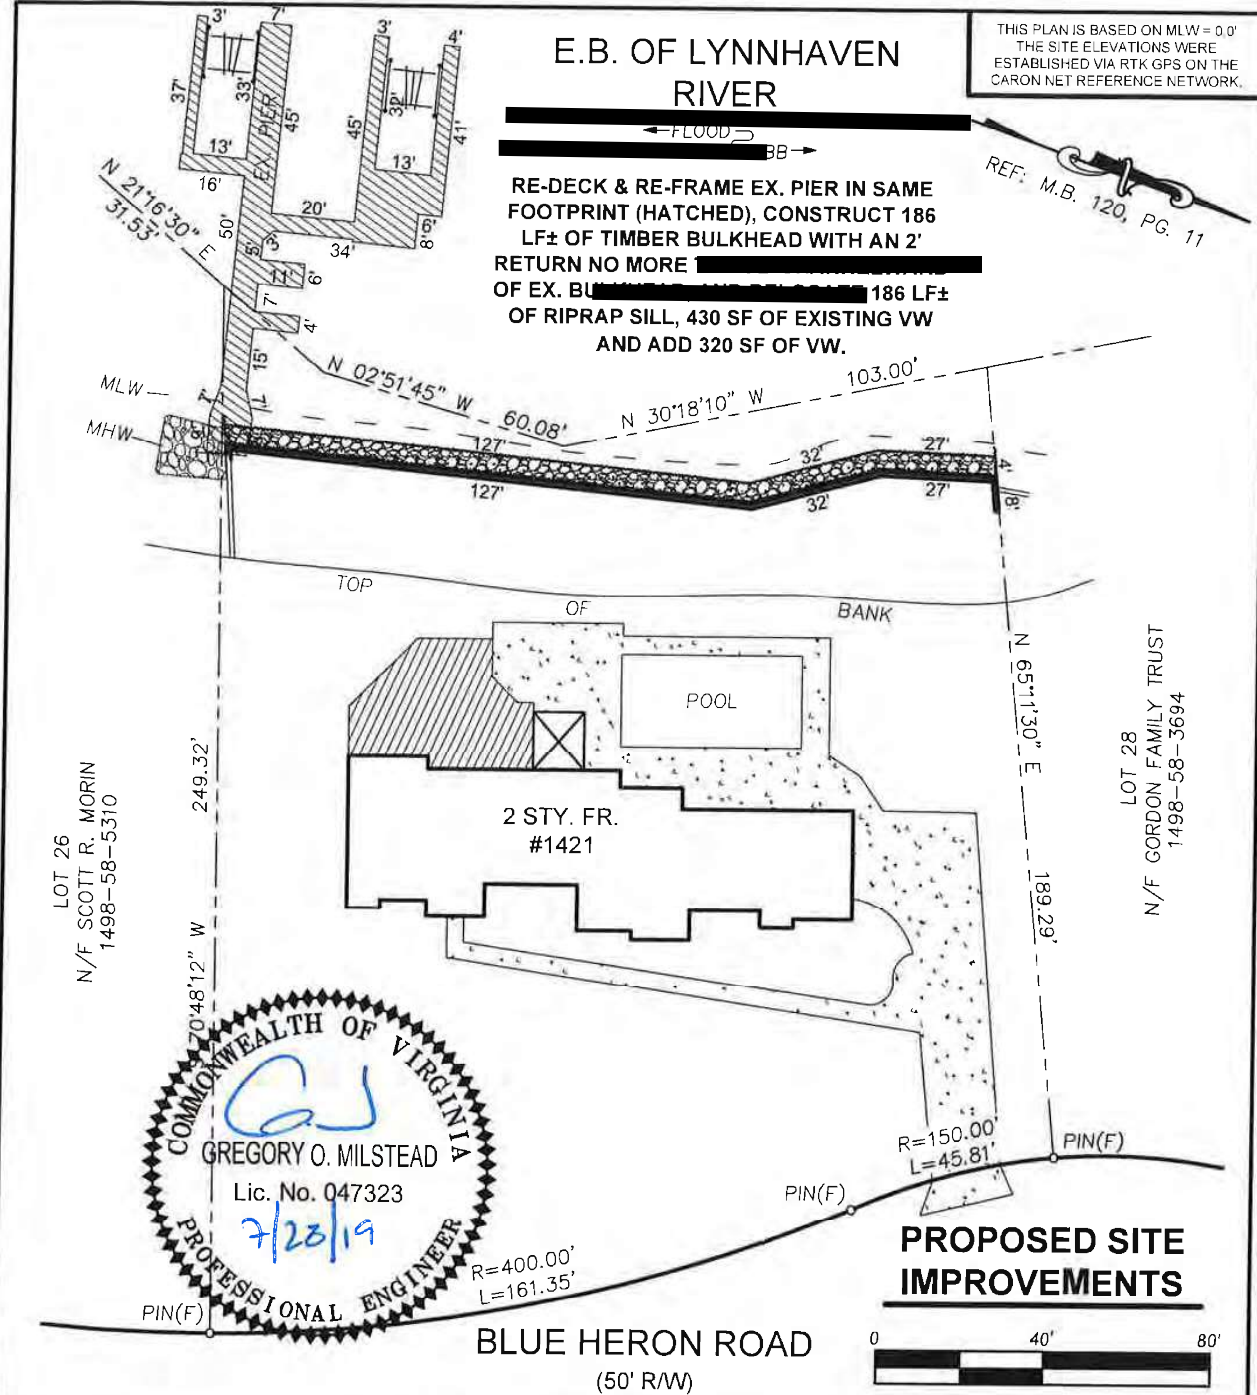 E.B. OF LYNNHAVEN
RIVER
THIS PLAN IS BASED ON MLW = 0.0'
THE SITE ELEVATIONS WERE
ESTABLISHED VIA RTK GPS ON THE
CARON NET REFERENCE NETWORK.
FLOOD
REF: M.B. 120, PG. 11
RE-DECK & RE-FRAME EX. PIER IN SAME
FOOTPRINT (HATCHED), CONSTRUCT 186
LF± OF TIMBER BULKHEAD WITH AN 2'
RETURN NO MORE
OF EX. 186 LF±
OF RIPRAP SILL, 430 SF OF EXISTING VW
AND ADD 320 SF OF VW.
3'
7'
3'
4'
37'
33'
EX. PIER
45'
45'
32'
41'
13'
13'
16'
20'
6'
8'
34'
50'
5'
3'
11'
6'
7'
4'
15'
N 21°16'30" E
31.53'
MLW
MHW
N 02°51'45" W
60.08'
N 30°18'10" W
103.00'
127'
32'
27'
4'
127'
32'
27'
8'
TOP
OF
BANK
POOL
2 STY. FR.
#1421
249.32'
70°48'12" W
LOT 26
N/F SCOTT R. MORIN
1498-58-5310
N 65°11'30" E
189.29'
LOT 28
N/F GORDON FAMILY TRUST
1498-58-3694
COMMONWEALTH OF VIRGINIA
GREGORY O. MILSTEAD
Lic. No. 047323
7/28/19
PROFESSIONAL ENGINEER
R=150.00'
L=45.81'
PIN(F)
PIN(F)
PIN(F)
R=400.00'
L=161.35'
BLUE HERON ROAD
(50' R/W)
PROPOSED SITE
IMPROVEMENTS
0
40'
80'